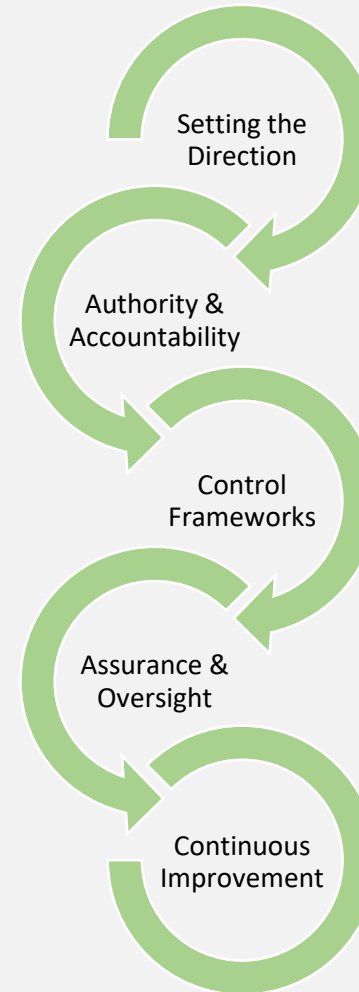 Setting the
Direction
Authority &
Accountability
Control
Frameworks
Assurance &
Oversight
Continuous
Improvement